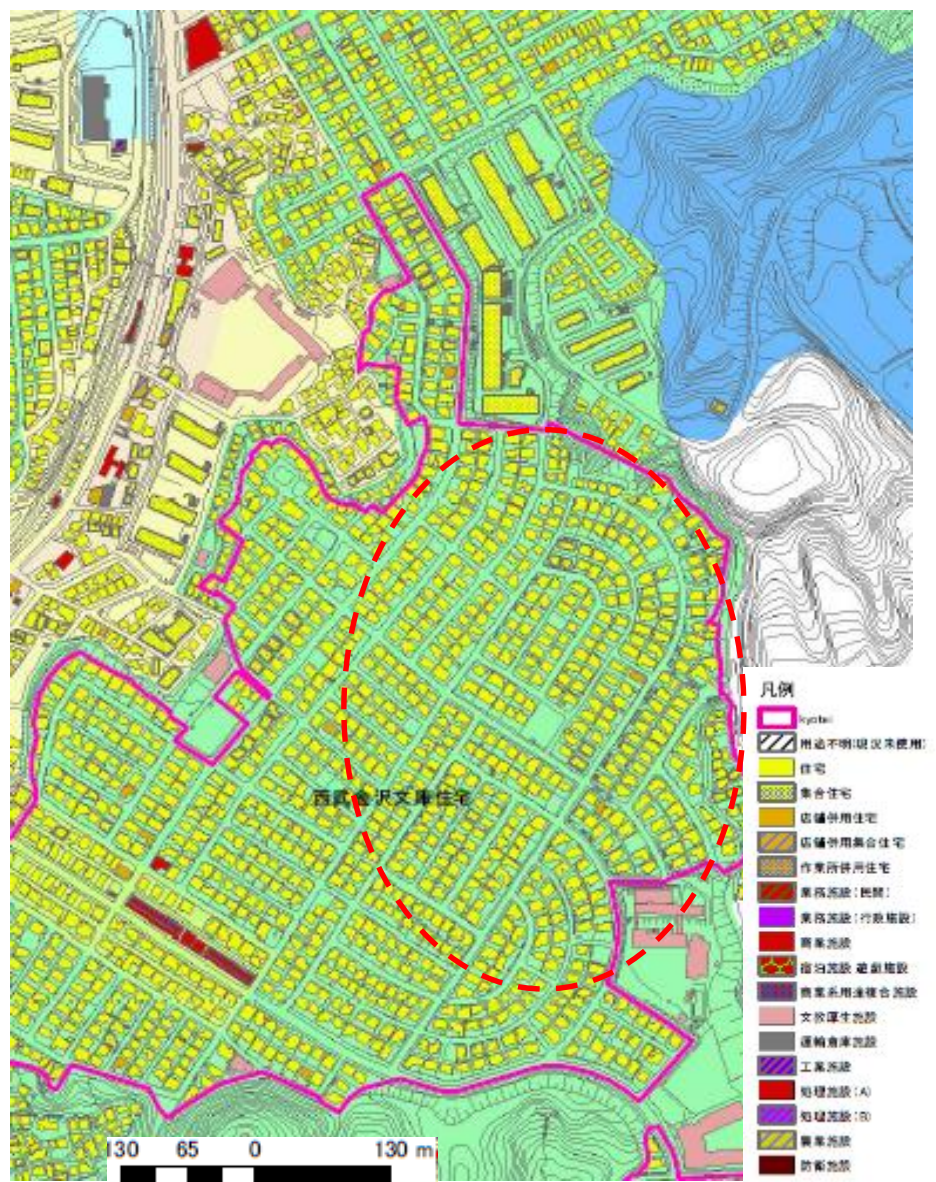 西武金沢文庫住宅
凡例
kyotei
用途不明(現況未使用)
住宅
集合住宅
店舗併用住宅
店舗併用集合住宅
作業所併用住宅
業務施設(民間)
業務施設(行政施設)
商業施設
宿泊施設 遊戯施設
商業系用途複合施設
文教厚生施設
運輸倉庫施設
工業施設
処理施設(A)
処理施設(B)
農業施設
防衛施設
130 65 0 130 m